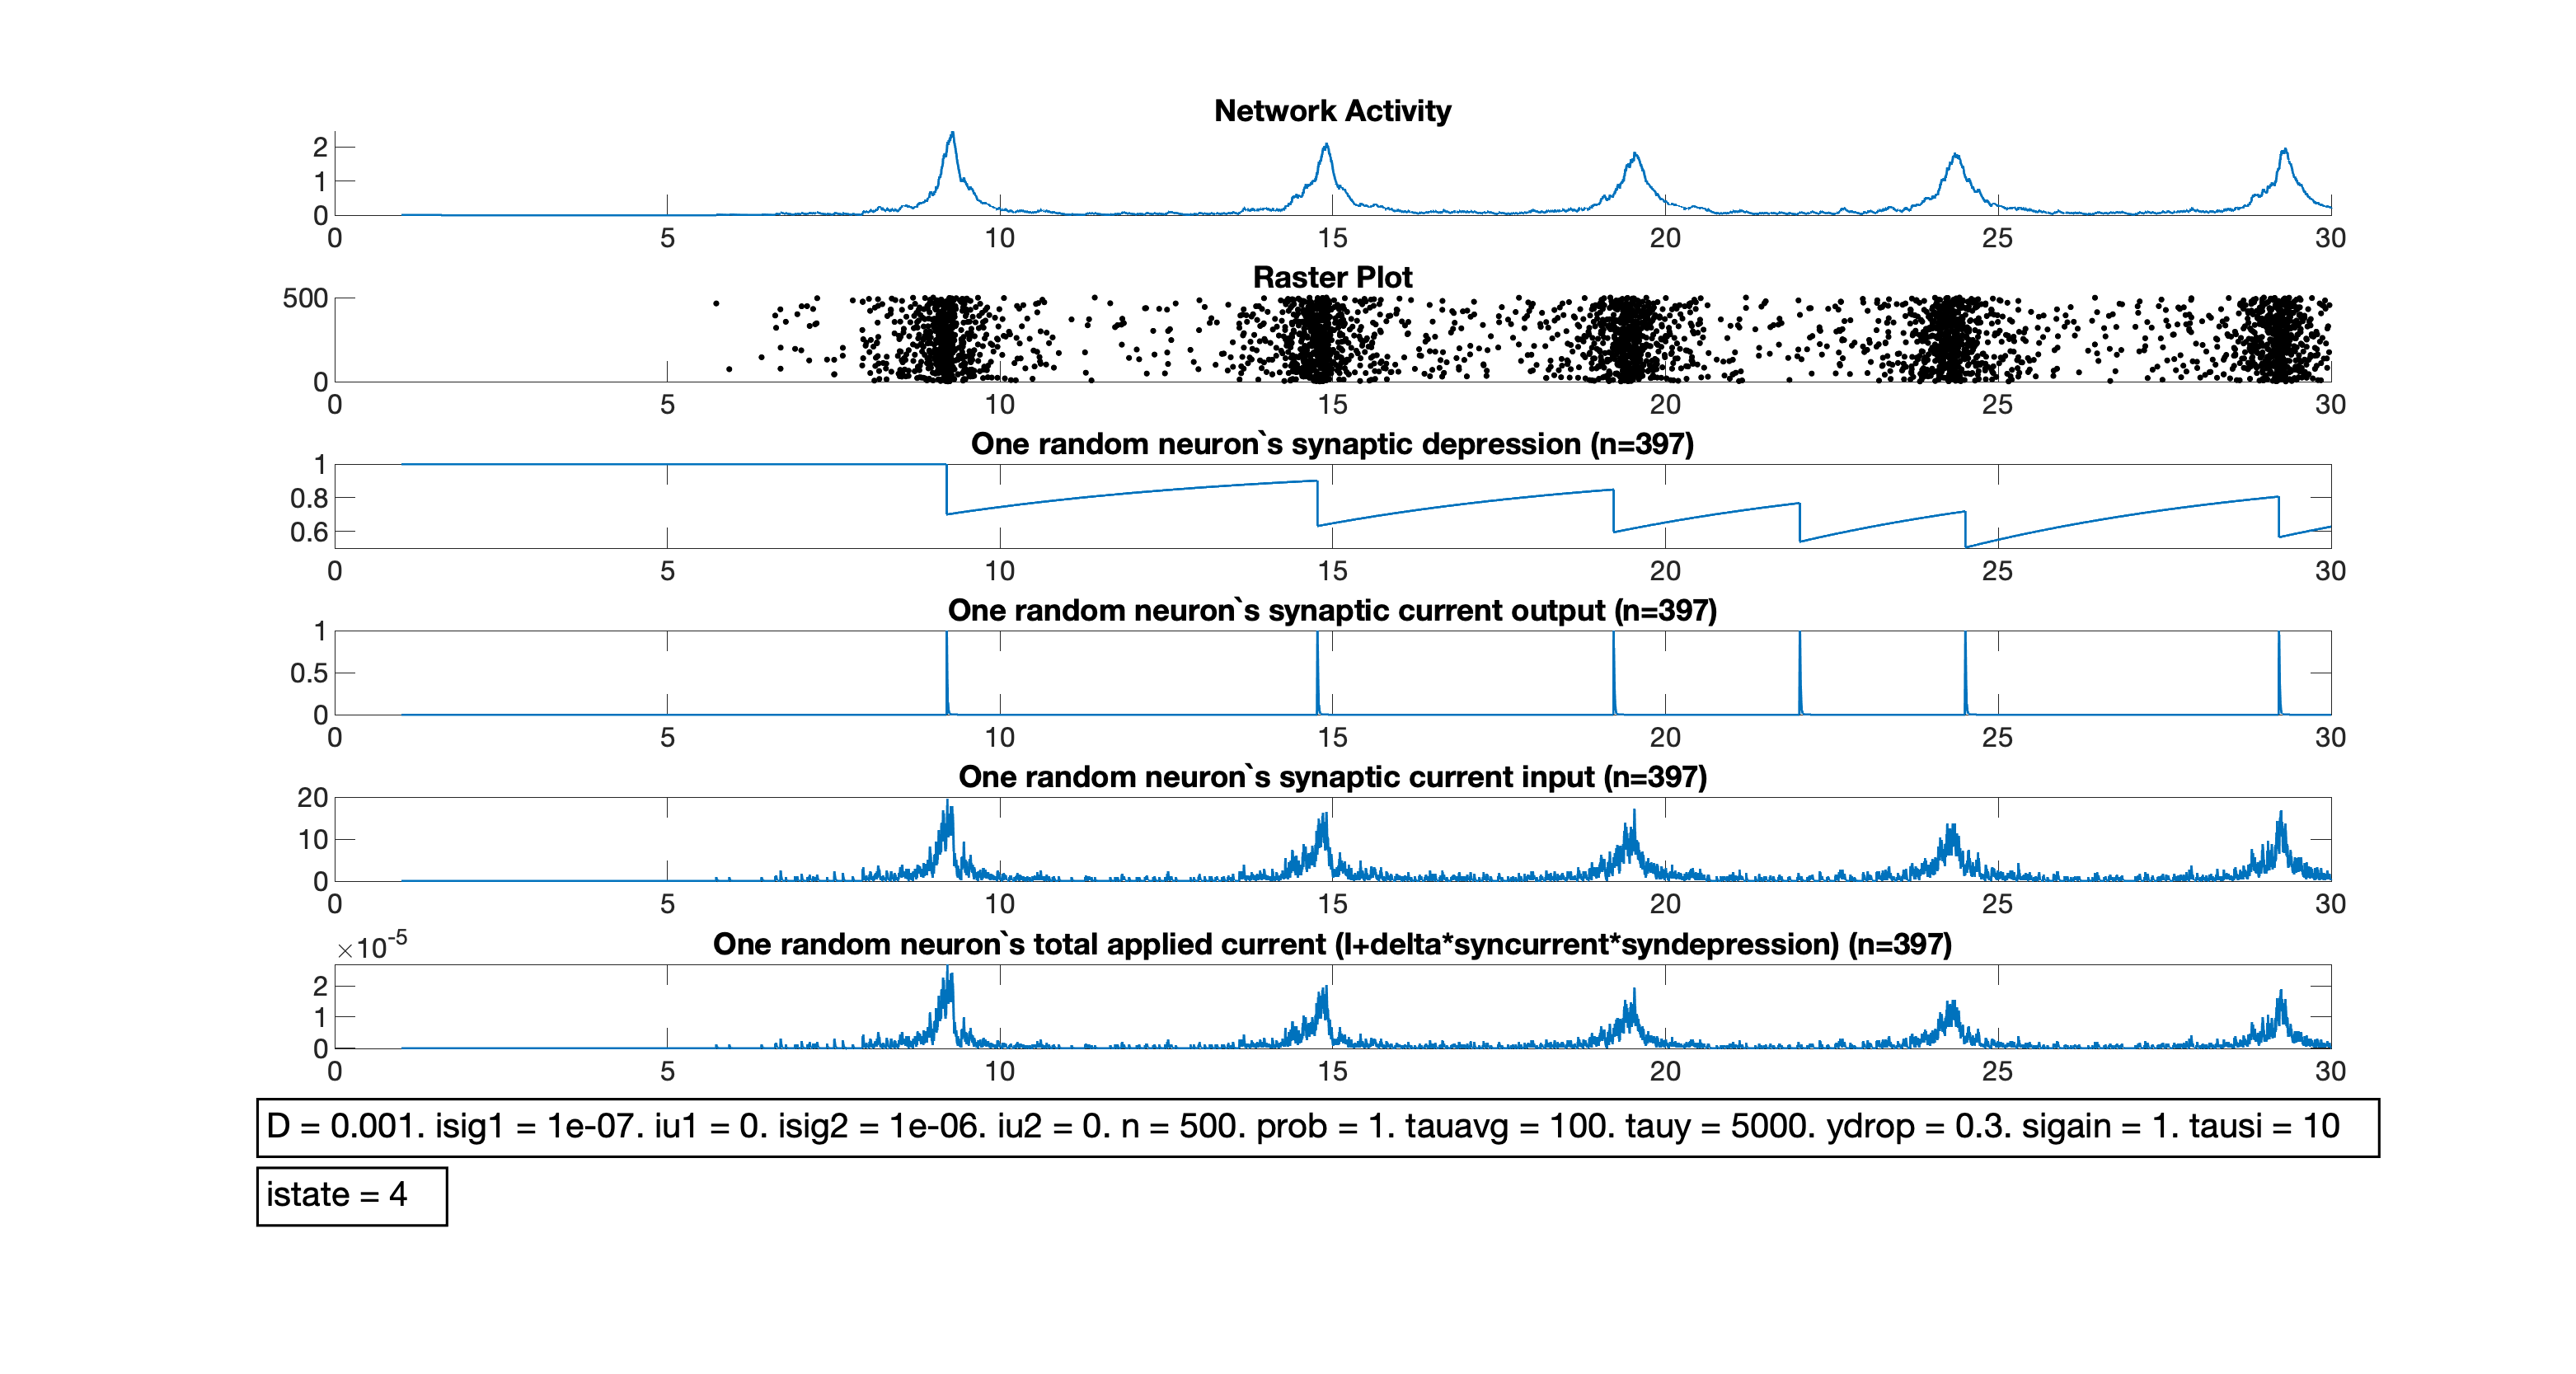 Network Activity
2
1
0
0 5 10 15 20 25 30
Raster Plot
500
0
0 5 10 15 20 25 30
One random neuron`s synaptic depression (n=397)
1
0.8
0.6
0 5 10 15 20 25 30
One random neuron`s synaptic current output (n=397)
1
0.5
0
0 5 10 15 20 25 30
One random neuron`s synaptic current input (n=397)
20
10
0
0 5 10 15 20 25 30
×10-5 One random neuron`s total applied current (I+delta*syncurrent*syndepression) (n=397)
2
1
0
0 5 10 15 20 25 30
D = 0.001. isig1 = 1e-07. iu1 = 0. isig2 = 1e-06. iu2 = 0. n = 500. prob = 1. tauavg = 100. tauy = 5000. ydrop = 0.3. sigain = 1. tausi = 10
istate = 4